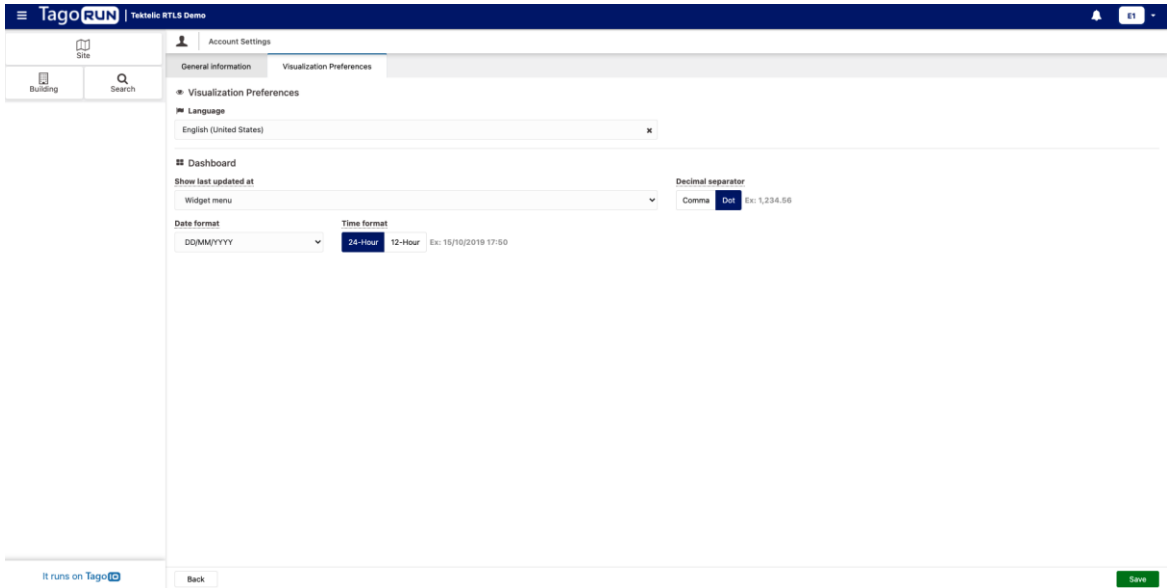 TagoRUN | Tektelic RTLS Demo
E1
Site
Building
Search
Account Settings
General information
Visualization Preferences
Visualization Preferences
Language
English (United States)
Dashboard
Show last updated at
Decimal separator
Widget menu
Comma Dot Ex: 1,234.56
Date format
Time format
DD/MM/YYYY
24-Hour 12-Hour Ex: 15/10/2019 17:50
It runs on TagoIO
Back
Save